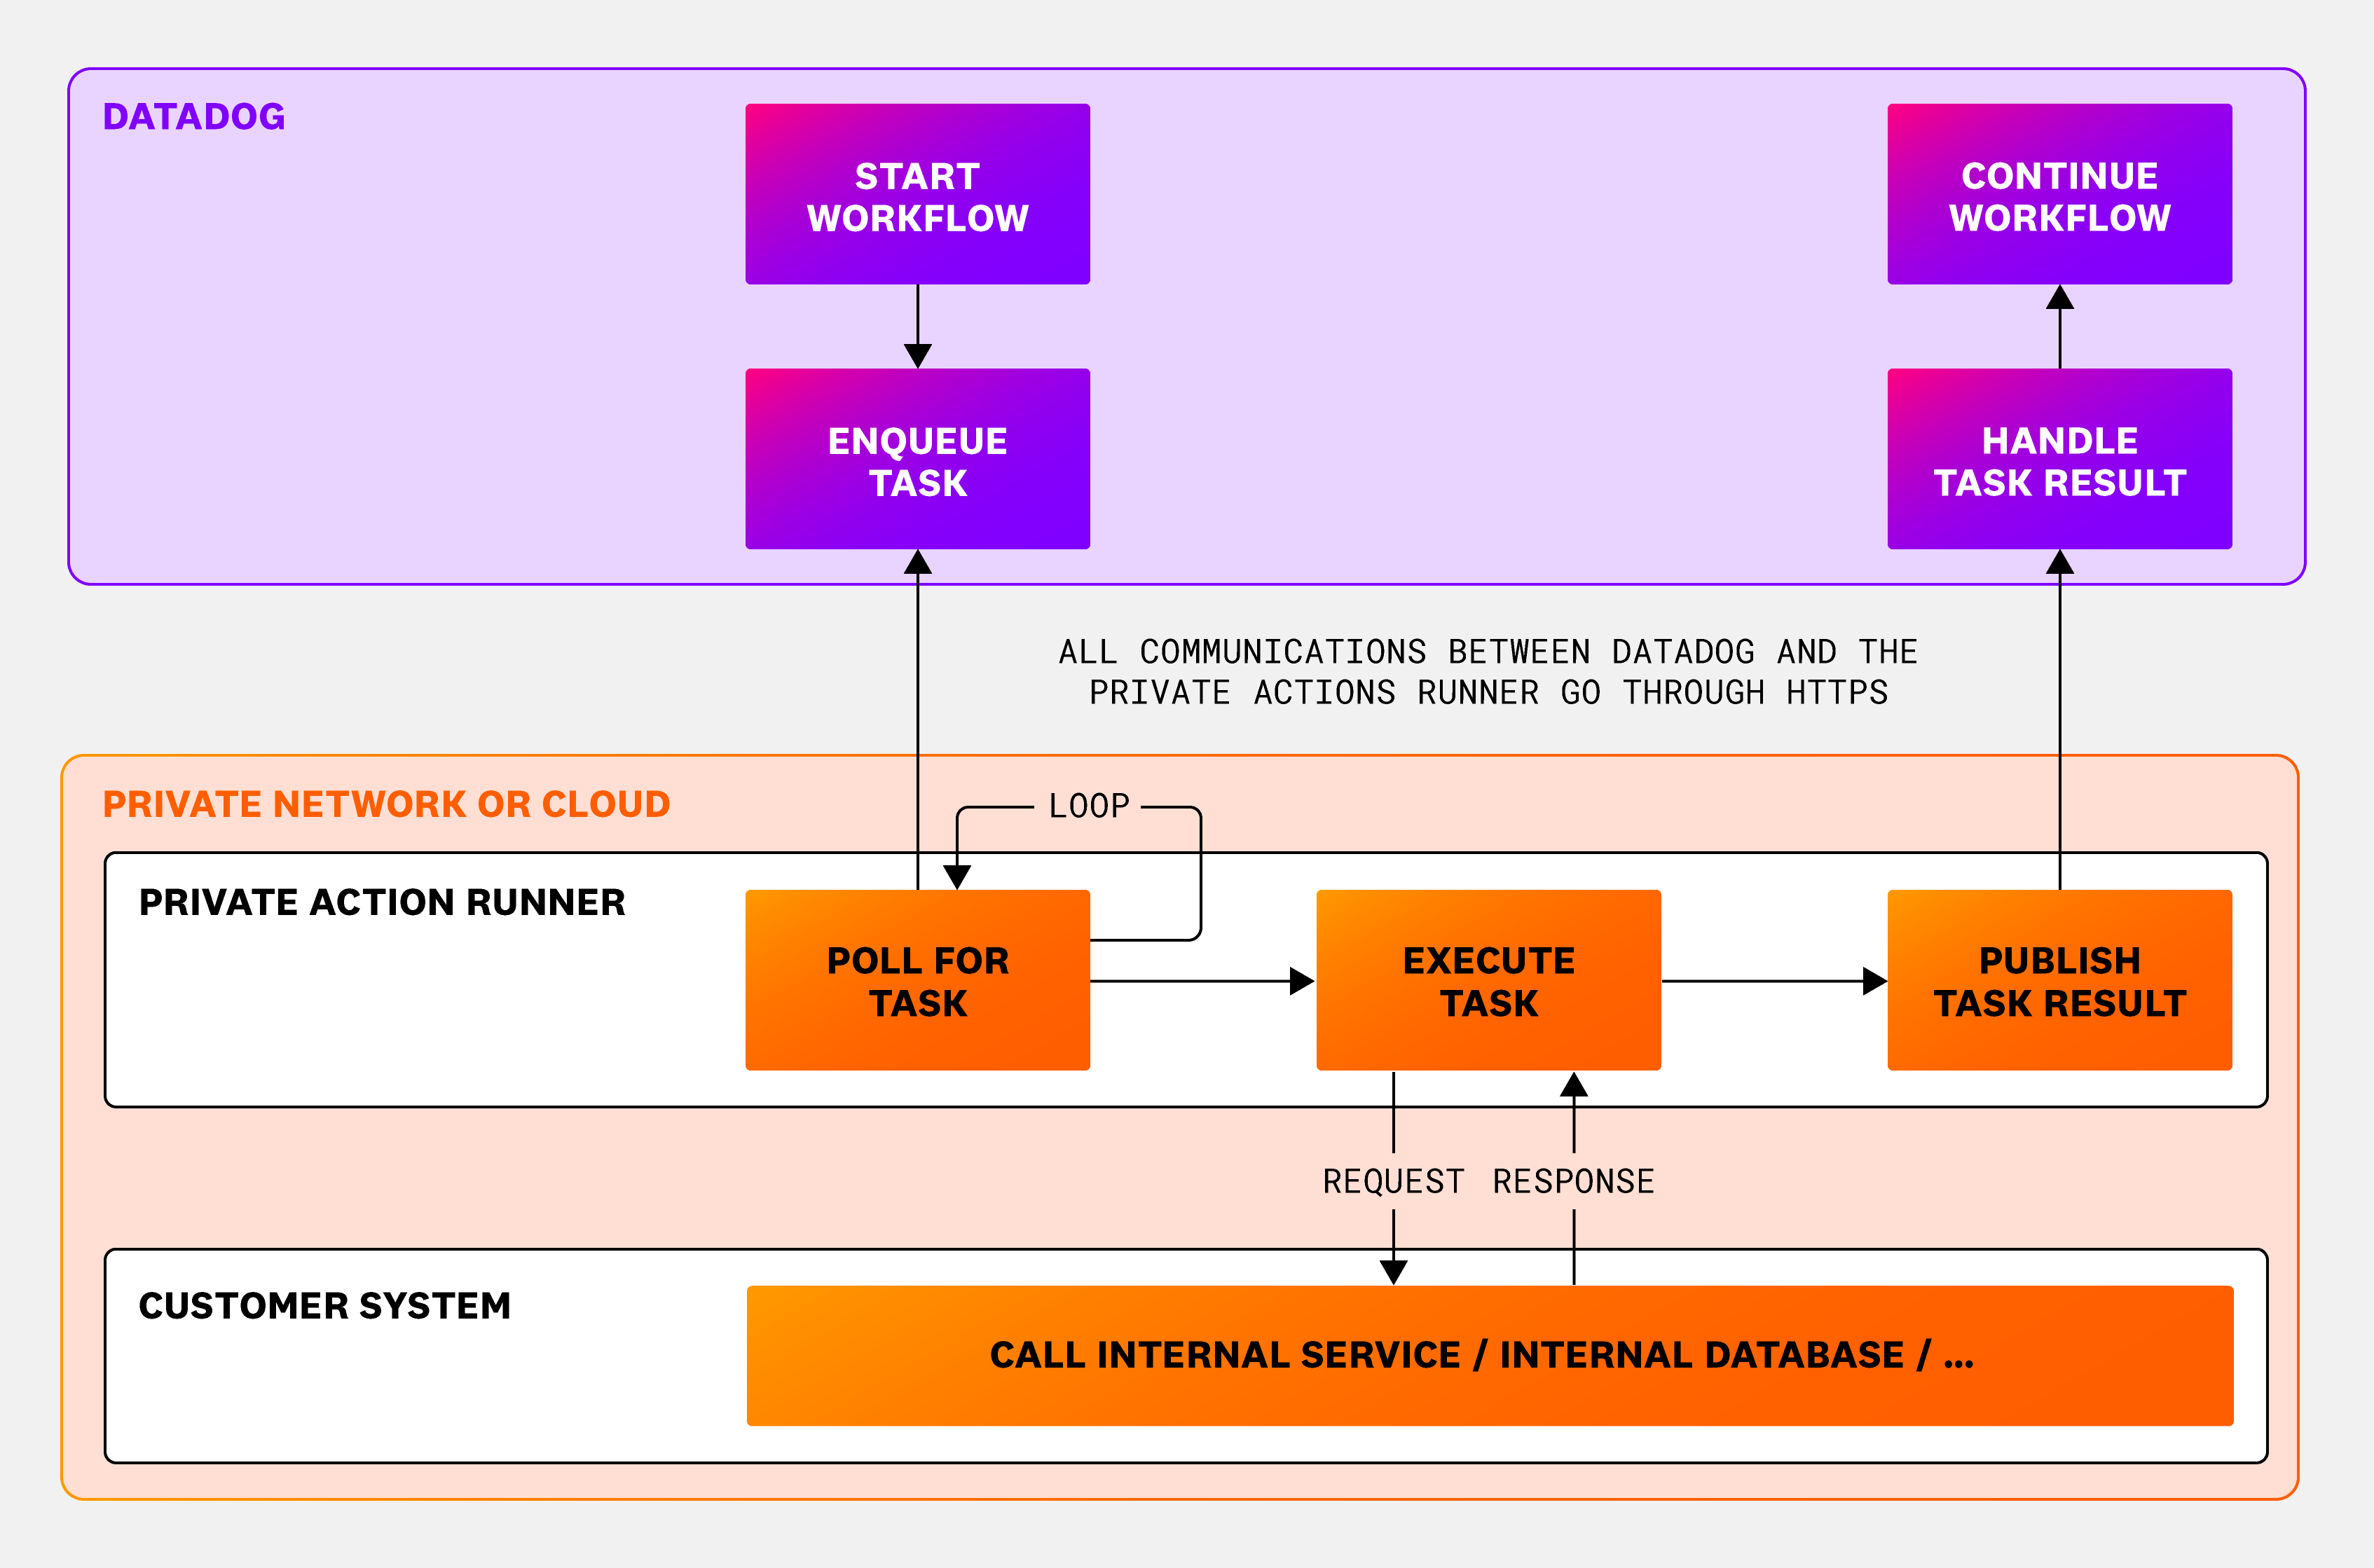 DATADOG
START
WORKFLOW
CONTINUE
WORKFLOW
ENQUEUE
TASK
HANDLE
TASK RESULT
ALL COMMUNICATIONS BETWEEN DATADOG AND THE
PRIVATE ACTIONS RUNNER GO THROUGH HTTPS
PRIVATE NETWORK OR CLOUD
LOOP
PRIVATE ACTION RUNNER
POLL FOR
TASK
EXECUTE
TASK
PUBLISH
TASK RESULT
REQUEST
RESPONSE
CUSTOMER SYSTEM
CALL INTERNAL SERVICE / INTERNAL DATABASE / ...